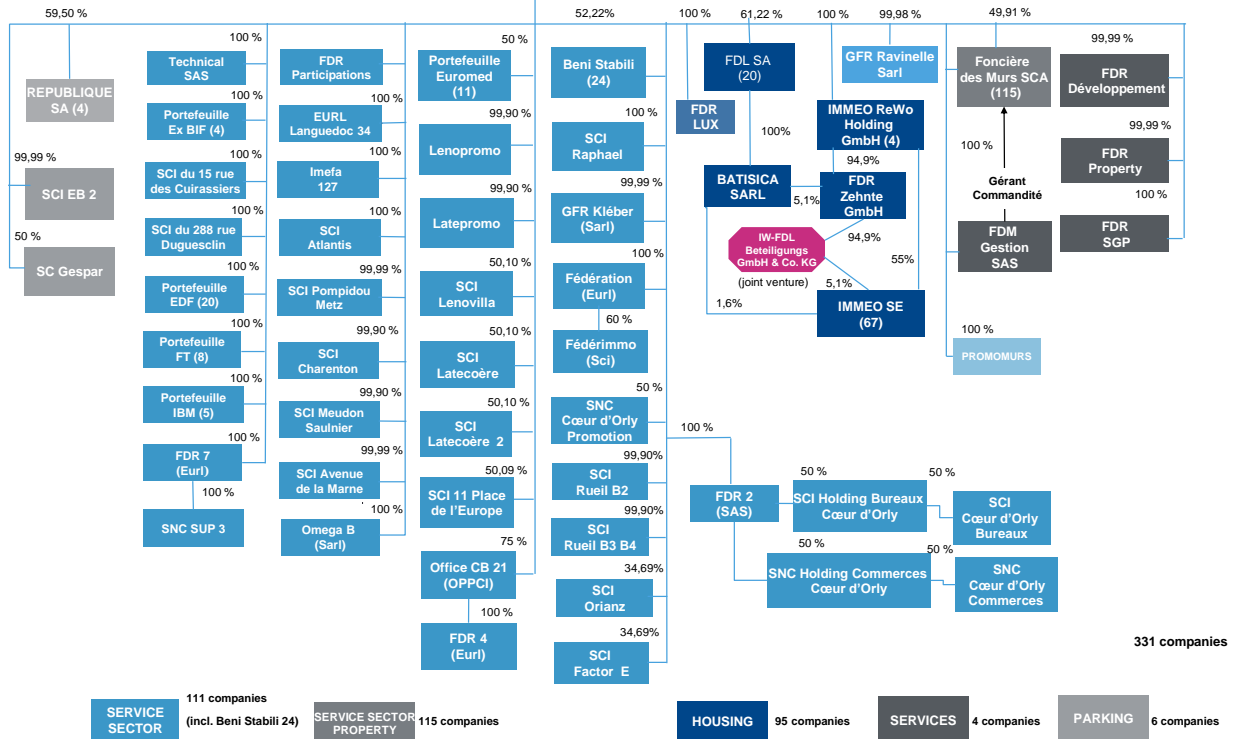 59,50%
52,22%
100 %
61,22 %
100 %
99,98 %
49,91 %
REPUBLIQUE
SA (4)
99,99 %
SCI EB 2
50 %
SC Gespar
100 %
Technical
SAS
100 %
Portefeuille
Ex BIF (4)
100 %
SCI du 15 rue
des Cuirassiers
100 %
SCI du 288 rue
Duguesclin
100 %
Portefeuille
EDF (20)
100 %
Portefeuille
FT (8)
100 %
Portefeuille
IBM (5)
100 %
FDR 7
(Eurl)
100 %
SNC SUP 3
100 %
FDR
Participations
100 %
EURL
Languedoc 34
100 %
Imefa
127
100 %
SCI
Atlantis
99,99 %
SCI Pompidou
Metz
99,90 %
SCI
Charenton
99,90 %
SCI Meudon
Saulnier
99,99 %
SCI Avenue
de la Marne
100 %
Omega B
(Sarl)
50 %
Portefeuille
Euromed
(11)
99,90 %
Lenopromo
99,90 %
Latepromo
50,10 %
SCI
Lenovilla
50,10 %
SCI
Latecoère
50,10 %
SCI
Latecoère 2
50,09 %
SCI 11 Place
de l’Europe
75 %
Office CB 21
(OPPCI)
100 %
FDR 4
(Eurl)
Beni Stabili
(24)
100 %
SCI
Raphael
99,99 %
GFR Kléber
(Sarl)
100 %
Fédération
(Eurl)
60 %
Fédérimmo
(Sci)
50 %
SNC
Cœur d’Orly
Promotion
99,90%
SCI
Rueil B2
99,90%
SCI
Rueil B3 B4
34,69%
SCI
Orianz
34,69%
SCI
Factor E
FDR
LUX
FDL SA
(20)
100%
BATISICA
SARL
IMMEO ReWo
Holding
GmbH (4)
94,9%
5,1%
FDR
Zehnte
GmbH
94,9%
IW-FDL
Beteiligungs
GmbH & Co. KG
(joint venture)
55%
5,1%
1,6%
IMMEO SE
(67)
GFR Ravinelle
Sarl
Foncière
des Murs SCA
(115)
100 %
Gérant
Commandité
FDM
Gestion
SAS
100 %
PROMOMURS
99,99 %
FDR
Développement
99,99 %
FDR
Property
100 %
FDR
SGP
100 %
FDR 2
(SAS)
50 %
SCI Holding Bureaux
Cœur d’Orly
50 %
SCI
Cœur d’Orly
Bureaux
50 %
SNC Holding Commerces
Cœur d’Orly
50 %
SNC
Cœur d’Orly
Commerces
331 companies
SERVICE
SECTOR
111 companies
(incl. Beni Stabili 24)
SERVICE SECTOR
PROPERTY
115 companies
HOUSING
95 companies
SERVICES
4 companies
PARKING
6 companies